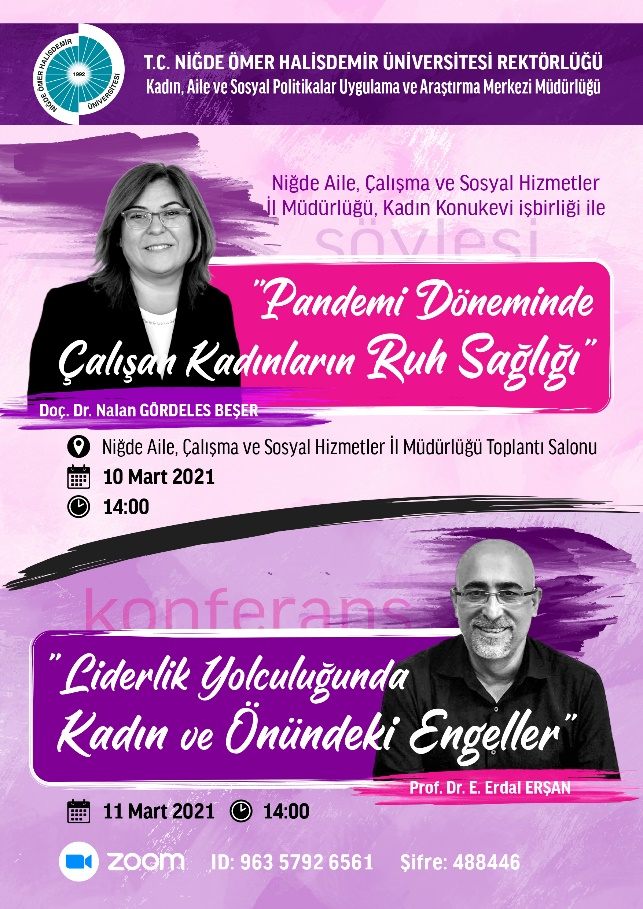 T.C. NİĞDE ÖMER HALİSDEMİR ÜNİVERSİTESİ REKTÖRLÜĞÜ
Kadın, Aile ve Sosyal Politikalar Uygulama ve Araştırma Merkezi Müdürlüğü
NİĞDE ÖMER HALİSDEMİR
1992
ÜNİVERSİTESİ
Niğde Aile, Çalışma ve Sosyal Hizmetler
İl Müdürlüğü, Kadın Konukevi işbirliği ile
söyleşi
"Pandemi Döneminde
Çalışan Kadınların Ruh Sağlığı"
Doç. Dr. Nalan GÖRDELES BEŞER
Niğde Aile, Çalışma ve Sosyal Hizmetler İl Müdürlüğü Toplantı Salonu
10 Mart 2021
14:00
konferans
"Liderlik Yolculuğunda
Kadın ve Önündeki Engeller"
Prof. Dr. E. Erdal ERŞAN
11 Mart 2021 14:00
zoom ID: 963 5792 6561 Şifre: 488446